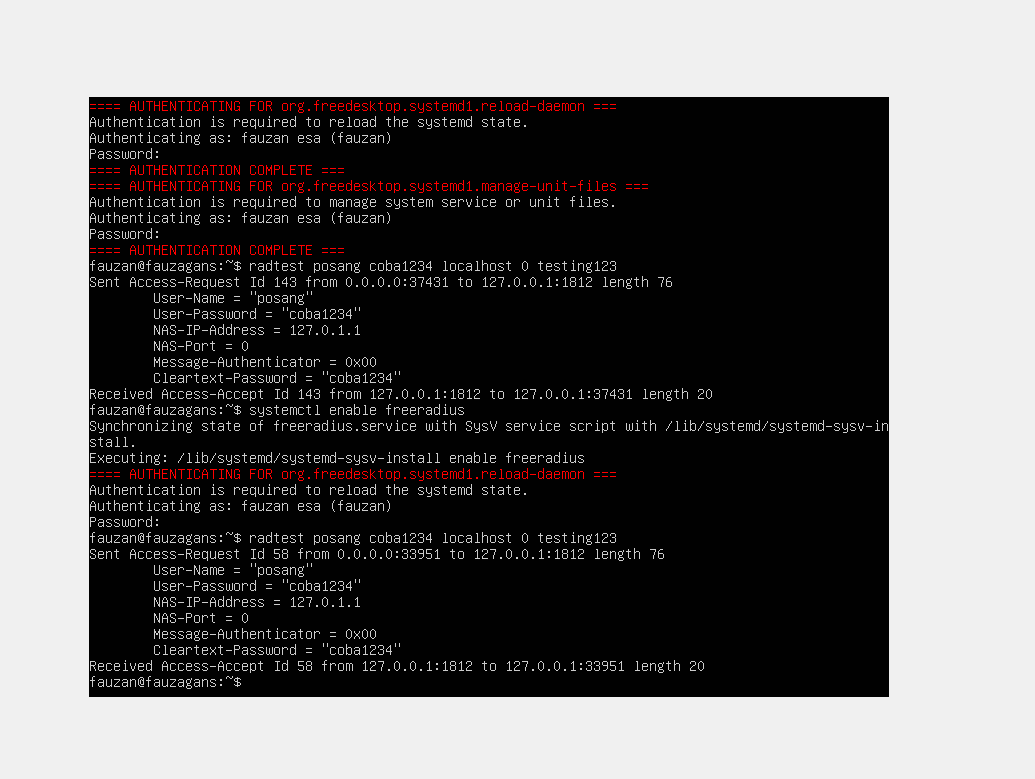 ==== AUTHENTICATING FOR org.freedesktop.systemd1.reload-daemon ===
Authentication is required to reload the systemd state.
Authenticating as: fauzan esa (fauzan)
Password:
==== AUTHENTICATION COMPLETE ===
==== AUTHENTICATING FOR org.freedesktop.systemd1.manage-unit-files ===
Authentication is required to manage system service or unit files.
Authenticating as: fauzan esa (fauzan)
Password:
==== AUTHENTICATION COMPLETE ===
fauzan@fauzagans:~$ radtest posang coba1234 localhost 0 testing123
Sent Access-Request Id 143 from 0.0.0.0:37431 to 127.0.0.1:1812 length 76
        User-Name = "posang"
        User-Password = "coba1234"
        NAS-IP-Address = 127.0.1.1
        NAS-Port = 0
        Message-Authenticator = 0x00
        Cleartext-Password = "coba1234"
Received Access-Accept Id 143 from 127.0.0.1:1812 to 127.0.0.1:37431 length 20
fauzan@fauzagans:~$ systemctl enable freeradius
Synchronizing state of freeradius.service with SysV service script with /lib/systemd/systemd-sysv-in
stall.
Executing: /lib/systemd/systemd-sysv-install enable freeradius
==== AUTHENTICATING FOR org.freedesktop.systemd1.reload-daemon ===
Authentication is required to reload the systemd state.
Authenticating as: fauzan esa (fauzan)
Password:
fauzan@fauzagans:~$ radtest posang coba1234 localhost 0 testing123
Sent Access-Request Id 58 from 0.0.0.0:33951 to 127.0.0.1:1812 length 76
        User-Name = "posang"
        User-Password = "coba1234"
        NAS-IP-Address = 127.0.1.1
        NAS-Port = 0
        Message-Authenticator = 0x00
        Cleartext-Password = "coba1234"
Received Access-Accept Id 58 from 127.0.0.1:1812 to 127.0.0.1:33951 length 20
fauzan@fauzagans:~$